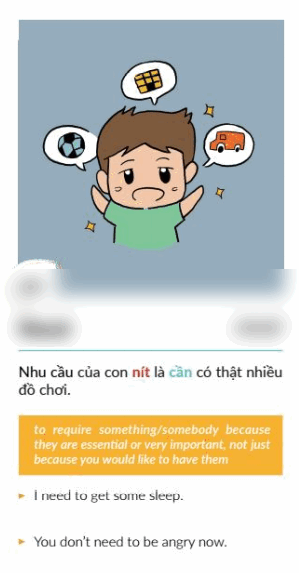 Nhu cầu của con nít là cần có thật nhiều
đồ chơi.
to require something/somebody because
they are essential or very important, not just
because you would like to have them
I need to get some sleep.
You don't need to be angry now.